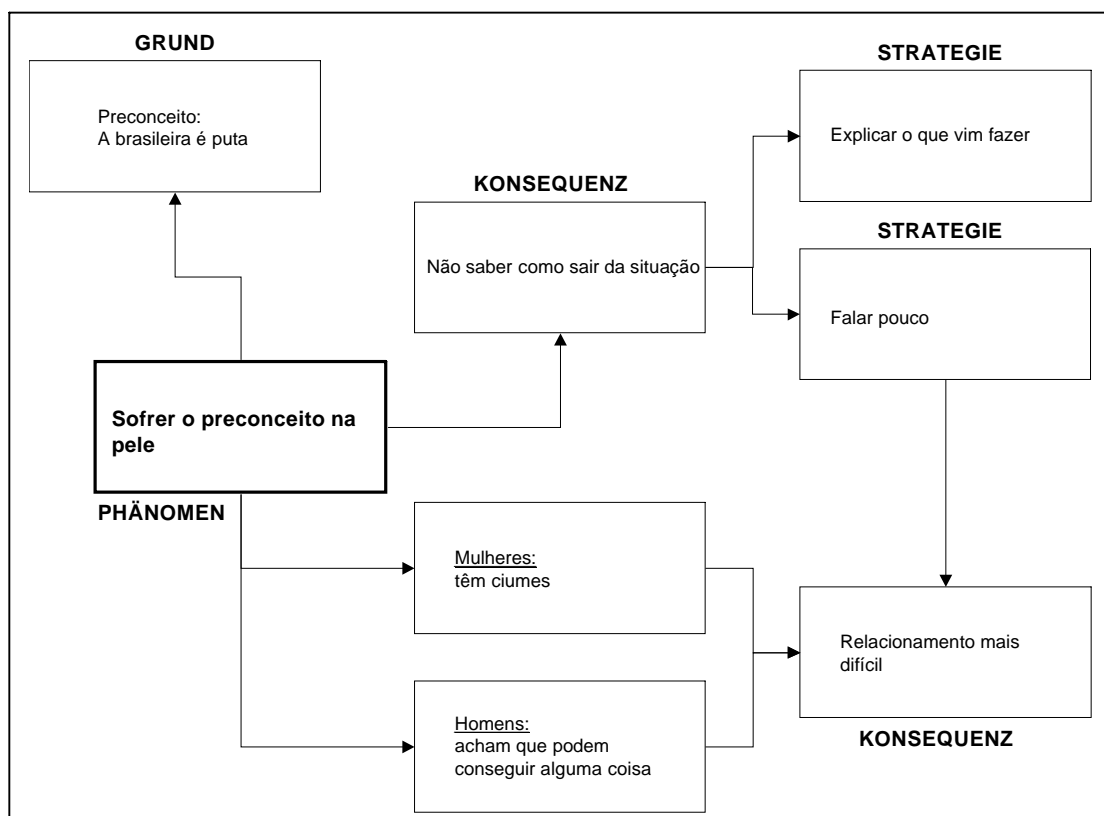 GRUND
Preconceito:
A brasileira é puta
STRATEGIE
Explicar o que vim fazer
KONSEQUENZ
Não saber como sair da situação
STRATEGIE
Falar pouco
Sofrer o preconceito na
pele
PHÄNOMEN
Mulheres:
têm ciumes
Homens:
acham que podem
conseguir alguma coisa
Relacionamento mais
difícil
KONSEQUENZ